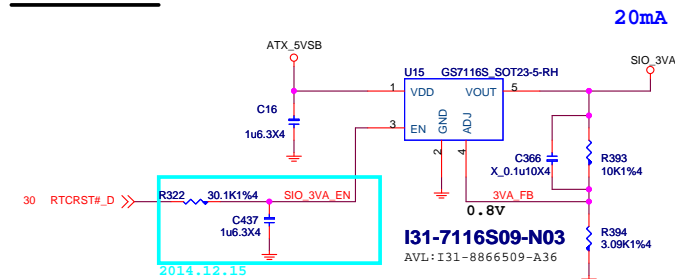 20mA
ATX_5VSB
SIO_3VA
U15 GS7116S_SOT23-5-RH
1 VDD VOUT 5
C16
1u6.3X4
3 EN GND ADJ
2 4
C366
X_0.1u10X4
R393
10K1%4
30 RTCRST#_D R322 30.1K1%4 SIO_3VA_EN 3VA_FB
0.8V
C437
1u6.3X4
I31-7116S09-N03
AVL:I31-8866509-A36
R394
3.09K1%4
2014.12.15